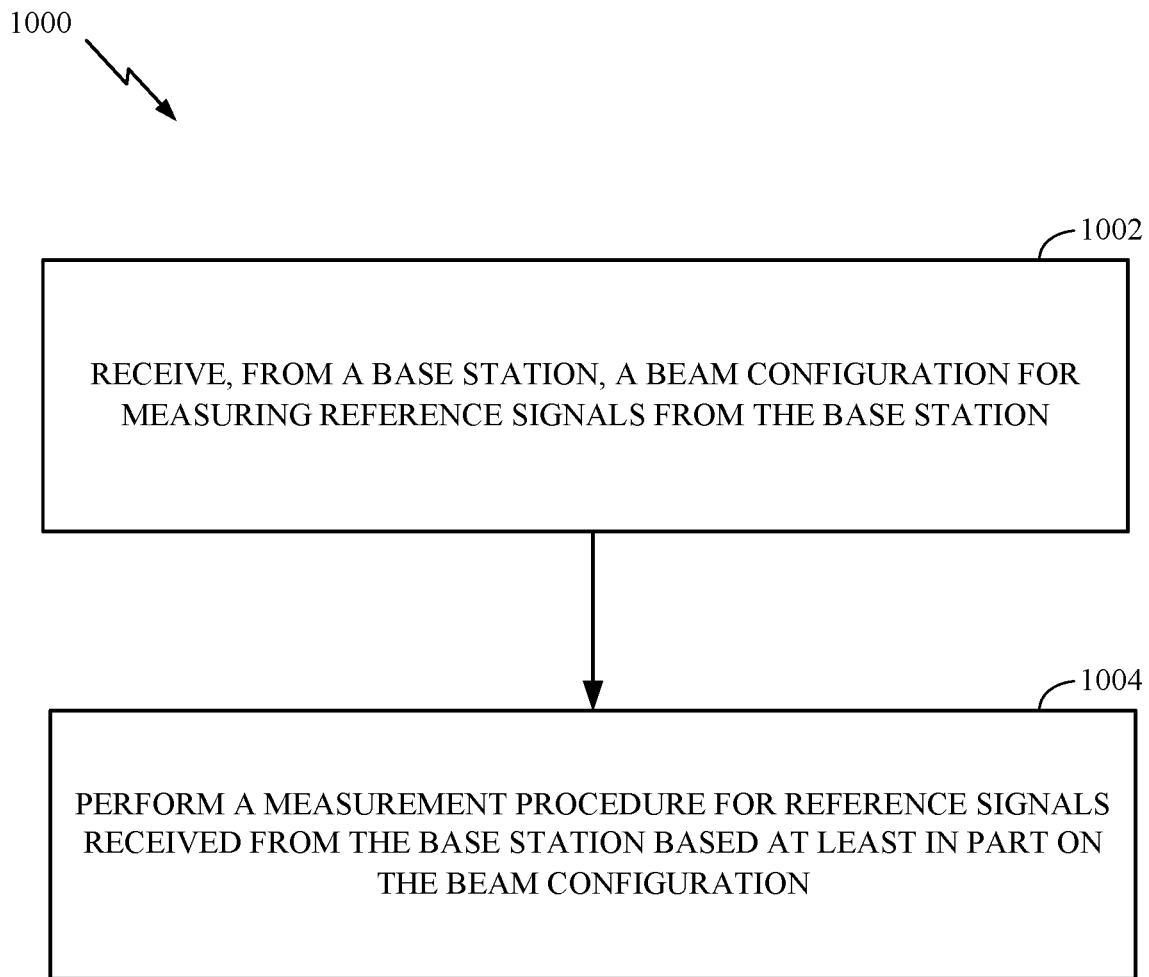 1000
1002
RECEIVE, FROM A BASE STATION, A BEAM CONFIGURATION FOR
MEASURING REFERENCE SIGNALS FROM THE BASE STATION
1004
PERFORM A MEASUREMENT PROCEDURE FOR REFERENCE SIGNALS
RECEIVED FROM THE BASE STATION BASED AT LEAST IN PART ON
THE BEAM CONFIGURATION